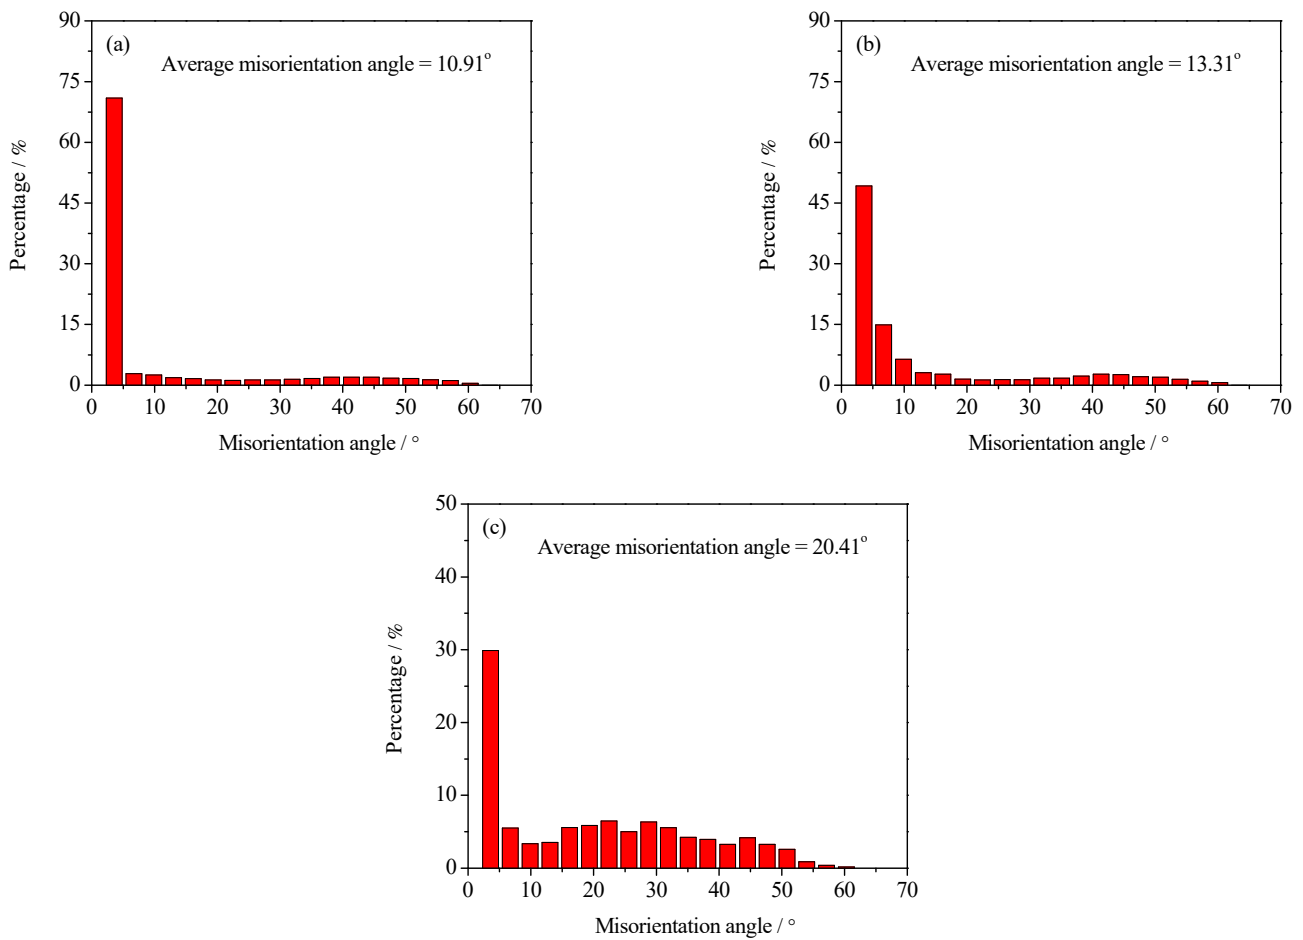 (a)
Average misorientation angle = 10.91°
90
75
60
45
30
15
0
Percentage / %
0 10 20 30 40 50 60 70
Misorientation angle / °
(b)
Average misorientation angle = 13.31°
90
75
60
45
30
15
0
Percentage / %
0 10 20 30 40 50 60 70
Misorientation angle / °
(c)
Average misorientation angle = 20.41°
50
40
30
20
10
0
Percentage / %
0 10 20 30 40 50 60 70
Misorientation angle / °